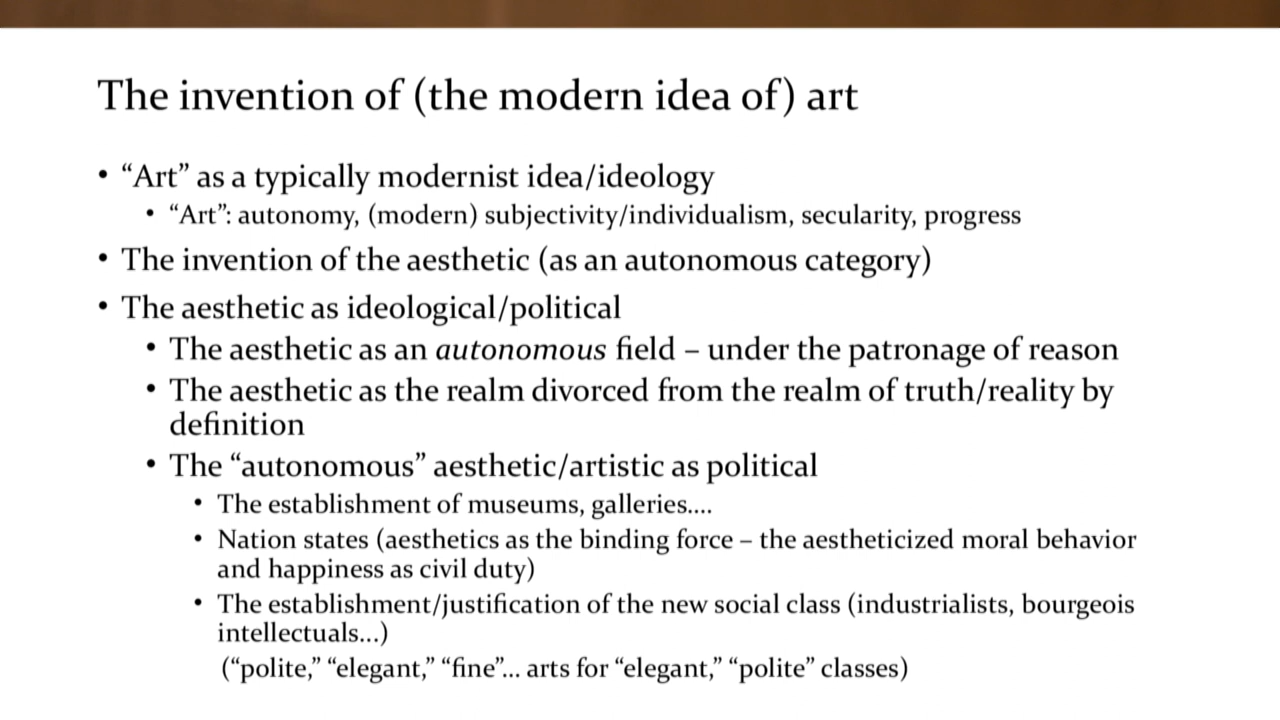 The invention of (the modern idea of) art
• “Art” as a typically modernist idea/ideology
• “Art”: autonomy, (modern) subjectivity/individualism, secularity, progress
• The invention of the aesthetic (as an autonomous category)
• The aesthetic as ideological/political
• The aesthetic as an autonomous field – under the patronage of reason
• The aesthetic as the realm divorced from the realm of truth/reality by
definition
• The “autonomous” aesthetic/artistic as political
• The establishment of museums, galleries....
• Nation states (aesthetics as the binding force – the aestheticized moral behavior
and happiness as civil duty)
• The establishment/justification of the new social class (industrialists, bourgeois
intellectuals...)
(“polite,” “elegant,” “fine”... arts for “elegant,” “polite” classes)